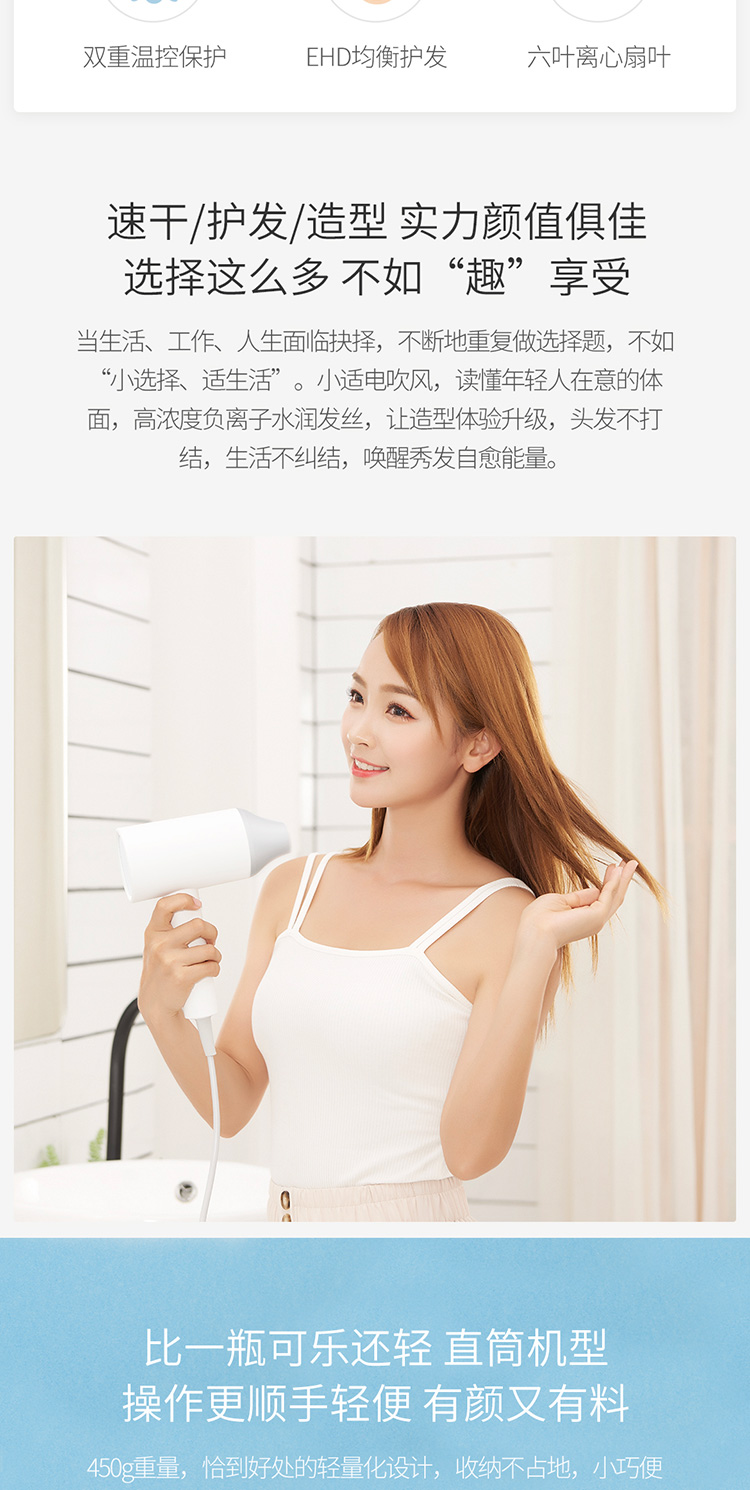 双重温控保护
EHD均衡护发
六叶离心扇叶
速干/护发/造型 实力颜值俱佳
选择这么多 不如“趣”享受
当生活、工作、人生面临抉择，不断地重复做选择题，不如
“小选择、适生活”。小适电吹风，读懂年轻人在意的体
面，高浓度负离子水润发丝，让造型体验升级，头发不打
结，生活不纠结，唤醒秀发自愈能量。
比一瓶可乐还轻 直筒机型
操作更顺手轻便 有颜又有料
450g重量，恰到好处的轻量化设计，收纳不占地，小巧便